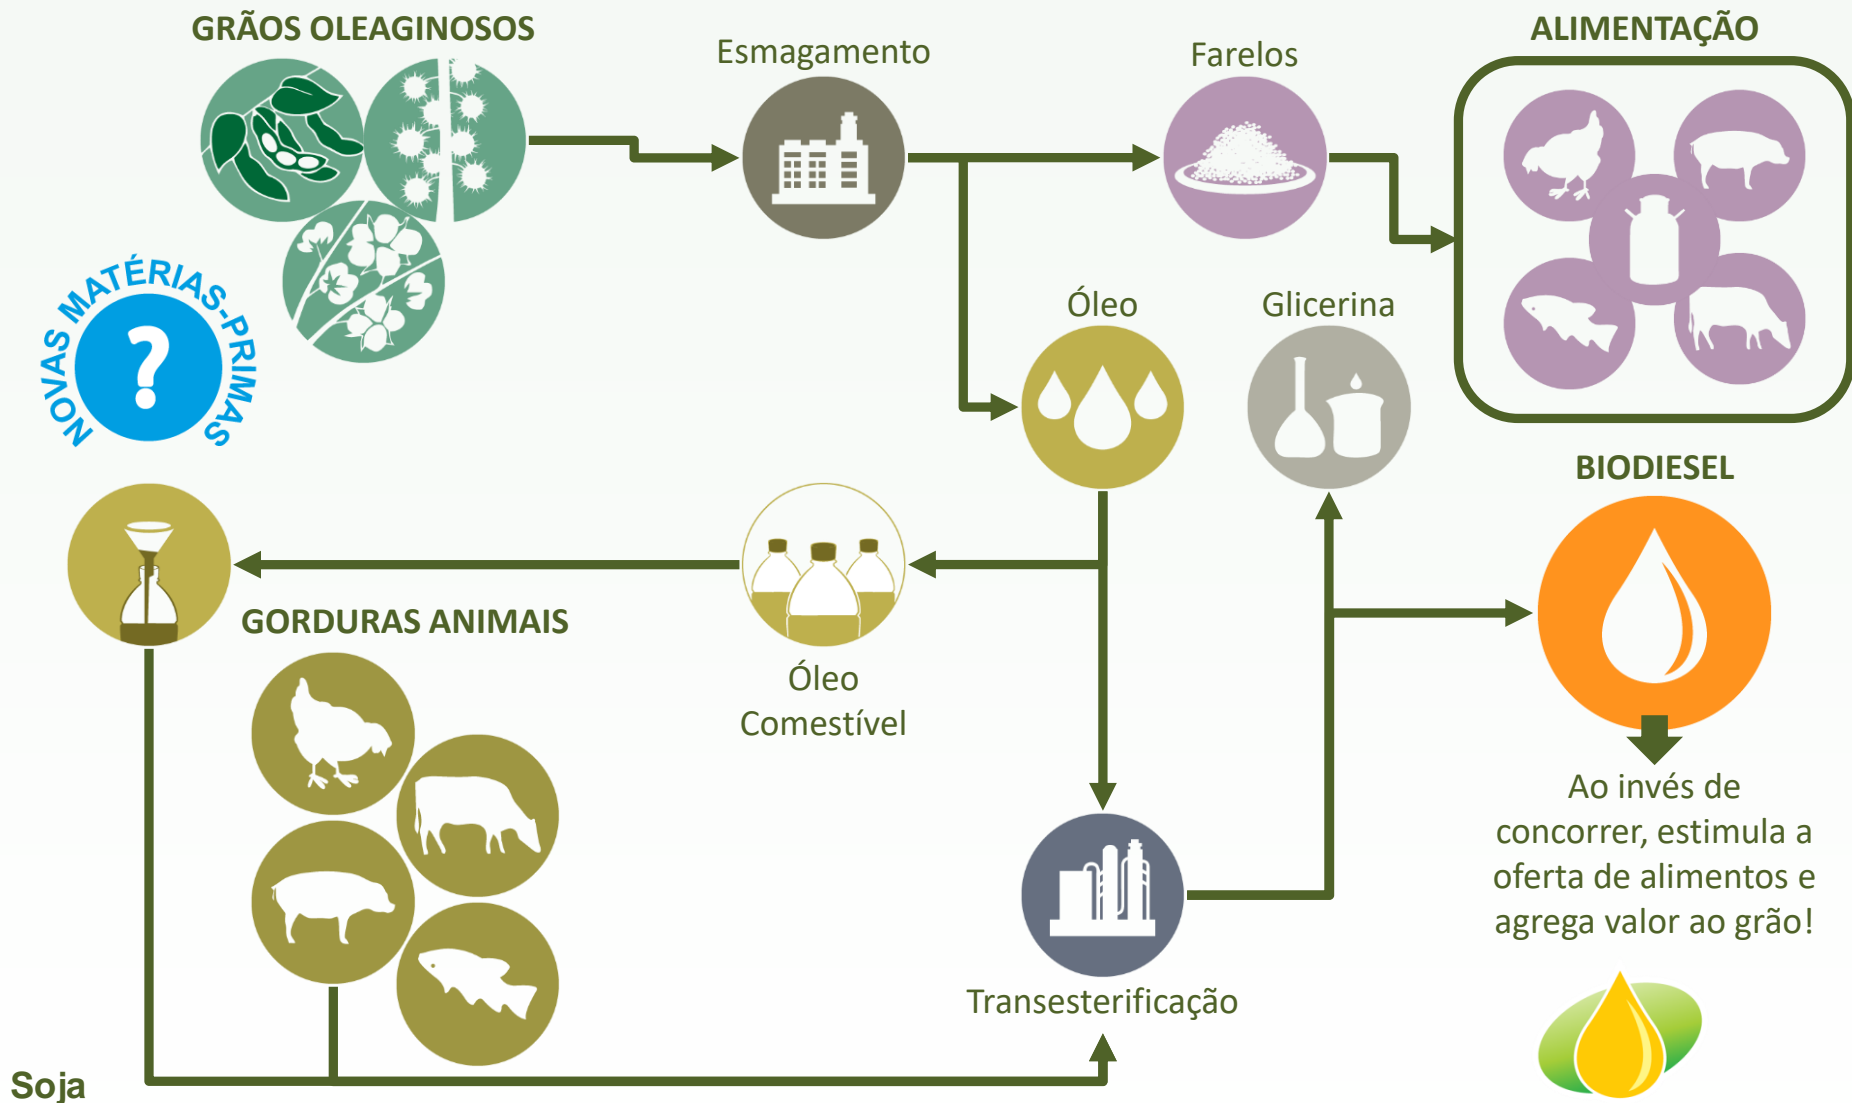 GRÃOS OLEAGINOSOS
Esmagamento
Farelos
ALIMENTAÇÃO
NOVAS MATÉRIAS-PRIMAS
?
Óleo
Glicerina
BIODIESEL
GORDURAS ANIMAIS
Óleo
Comestível
Ao invés de
concorrer, estimula a
oferta de alimentos e
agrega valor ao grão!
Transesterificação
Soja